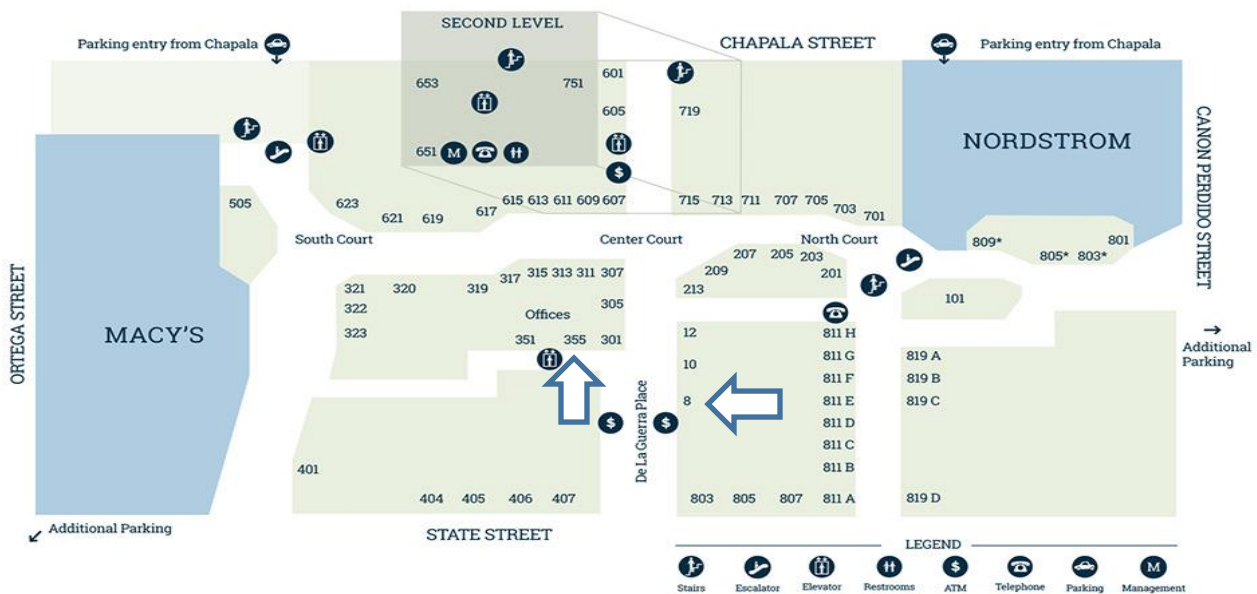 SECOND LEVEL
Parking entry from Chapala
CHAPALA STREET
Parking entry from Chapala
653
751
601
605
719
651
M
$
NORDSTROM
CANON PERDIDO STREET
505
623
621
619
617
615 613 611 609 607
715 713 711 707 705
703
701
809*
805* 803*
801
South Court
Center Court
North Court
ORTEGA STREET
MACY'S
321
320
319
317
315 313 311 307
322
323
305
Offices
351
355
301
213
209
207
205
203
201
101
12
10
8
811 H
811 G
811 F
811 E
811 D
811 C
811 B
811 A
819 A
819 B
819 C
819 D
→
Additional
Parking
$
De La Guerra Place
$
401
404 405 406 407
803 805 807
Additional Parking
STATE STREET
LEGEND
$
M
Stairs Escalator Elevator Restrooms ATM Telephone Parking Management